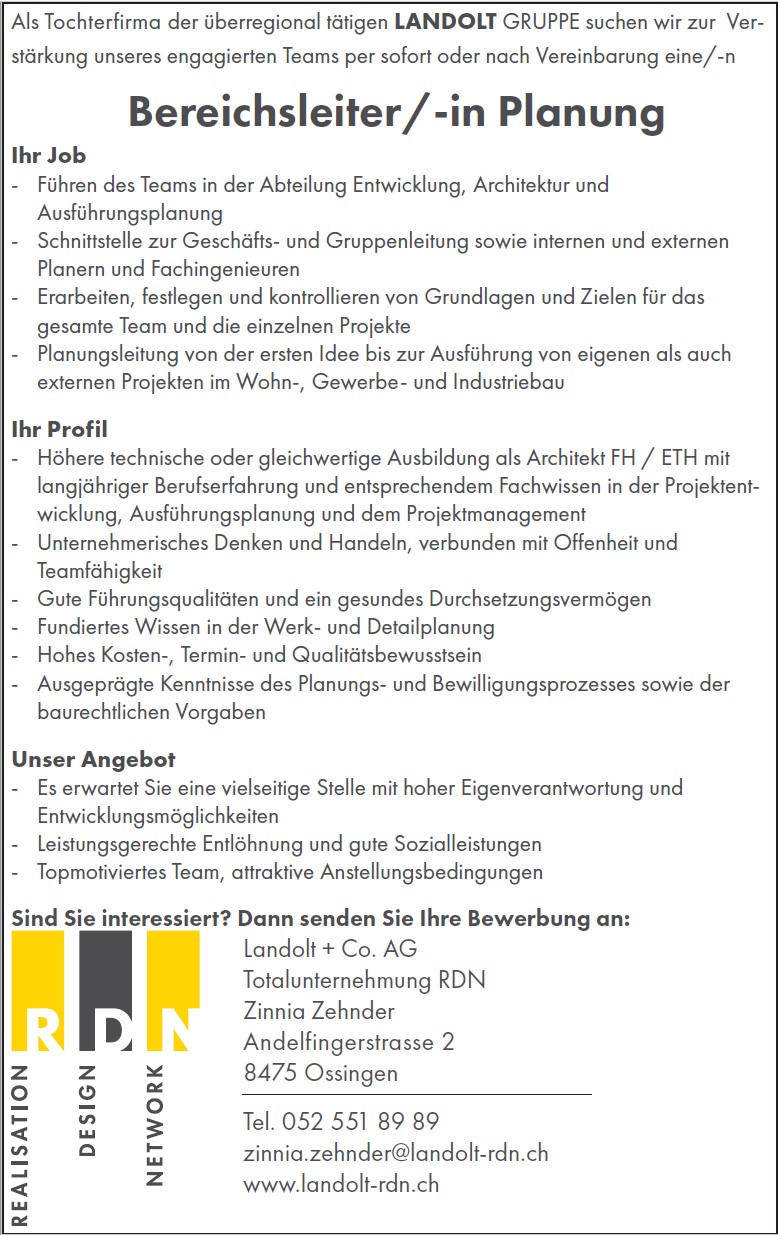 Als Tochterfirma der überregional tätigen LANDOLT GRUPPE suchen wir zur Ver-
stärkung unseres engagierten Teams per sofort oder nach Vereinbarung eine/-n
Bereichsleiter/-in Planung
Ihr Job
- Führen des Teams in der Abteilung Entwicklung, Architektur und
Ausführungsplanung
- Schnittstelle zur Geschäfts- und Gruppenleitung sowie internen und externen
Planern und Fachingenieuren
- Erarbeiten, festlegen und kontrollieren von Grundlagen und Zielen für das
gesamte Team und die einzelnen Projekte
- Planungsleitung von der ersten Idee bis zur Ausführung von eigenen als auch
externen Projekten im Wohn-, Gewerbe- und Industriebau
Ihr Profil
- Höhere technische oder gleichwertige Ausbildung als Architekt FH / ETH mit
langjähriger Berufserfahrung und entsprechendem Fachwissen in der Projektent-
wicklung, Ausführungsplanung und dem Projektmanagement
- Unternehmerisches Denken und Handeln, verbunden mit Offenheit und
Teamfähigkeit
- Gute Führungsqualitäten und ein gesundes Durchsetzungsvermögen
- Fundiertes Wissen in der Werk- und Detailplanung
- Hohes Kosten-, Termin- und Qualitätsbewusstsein
- Ausgeprägte Kenntnisse des Planungs- und Bewilligungsprozesses sowie der
baurechtlichen Vorgaben
Unser Angebot
- Es erwartet Sie eine vielseitige Stelle mit hoher Eigenverantwortung und
Entwicklungsmöglichkeiten
- Leistungsgerechte Entlöhnung und gute Sozialleistungen
- Topmotiviertes Team, attraktive Anstellungsbedingungen
Sind Sie interessiert? Dann senden Sie Ihre Bewerbung an:
R D N
REALISATION
DESIGN
NETWORK
Landolt + Co. AG
Totalunternehmung RDN
Zinnia Zehnder
Andelfingerstrasse 2
8475 Ossingen
Tel. 052 551 89 89
zinnia.zehnder@landolt-rdn.ch
www.landolt-rdn.ch